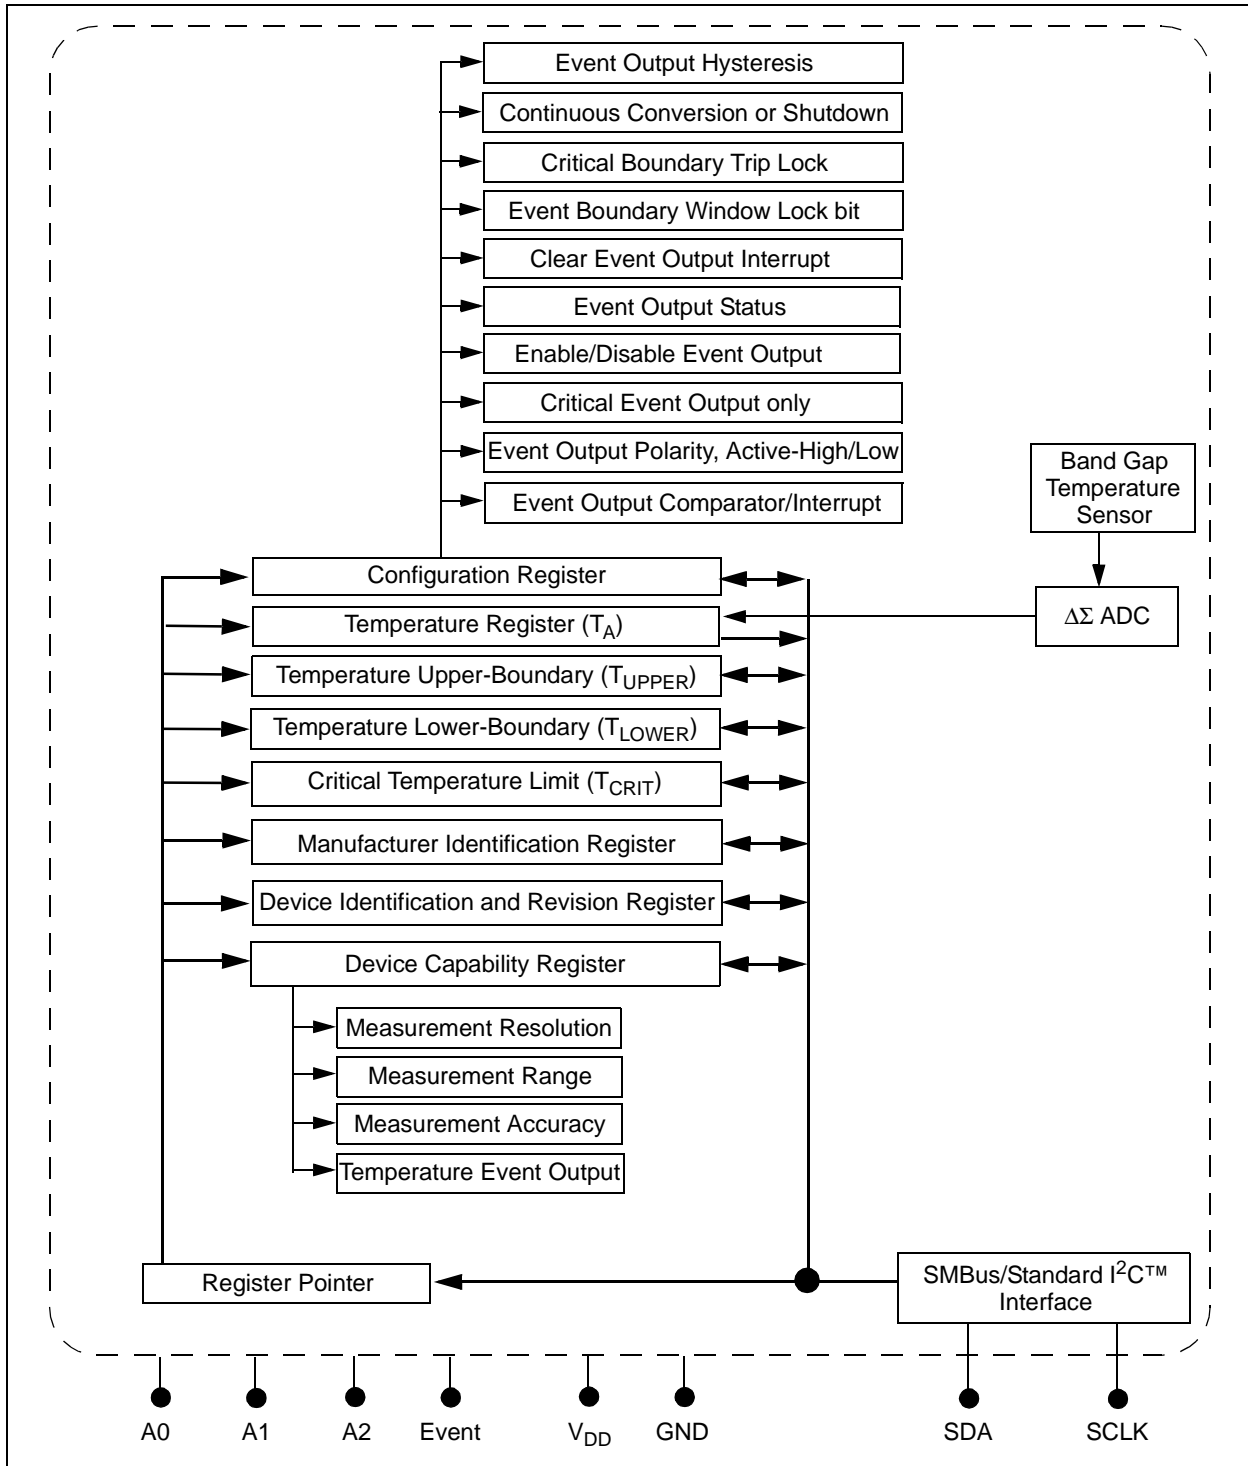 Event Output Hysteresis
Continuous Conversion or Shutdown
Critical Boundary Trip Lock
Event Boundary Window Lock bit
Clear Event Output Interrupt
Event Output Status
Enable/Disable Event Output
Critical Event Output only
Event Output Polarity, Active-High/Low
Event Output Comparator/Interrupt
Band Gap
Temperature
Sensor
ΔΣ ADC
Configuration Register
Temperature Register (TA)
Temperature Upper-Boundary (TUPPER)
Temperature Lower-Boundary (TLOWER)
Critical Temperature Limit (TCRIT)
Manufacturer Identification Register
Device Identification and Revision Register
Device Capability Register
Measurement Resolution
Measurement Range
Measurement Accuracy
Temperature Event Output
Register Pointer
SMBus/Standard I²C™
Interface
A0 A1 A2 Event VDD GND SDA SCLK